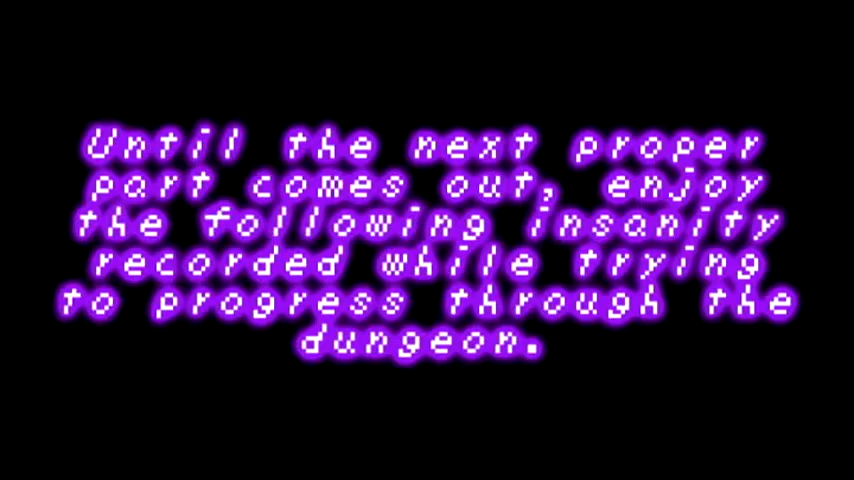 Until the next proper
part comes out, enjoy
the following insanity
recorded while trying
to progress through the
dungeon.